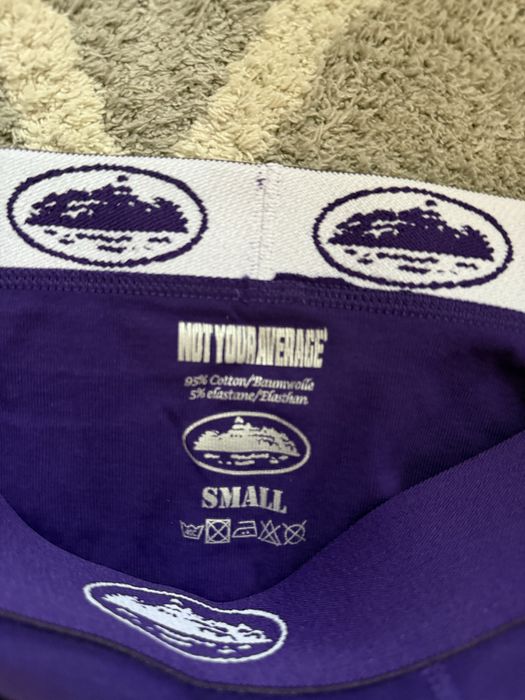 NOT YOUR AVERAGE'
95% Cotton/Baumwolle
5% elastane/Elasthan
SMALL